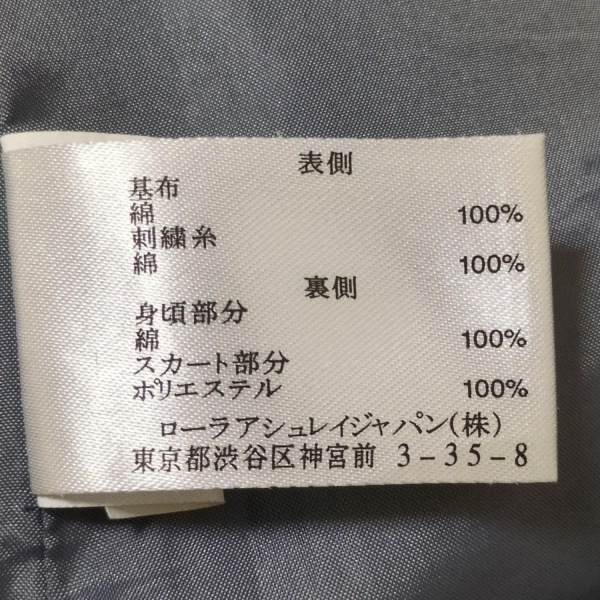 表側
基布
綿 100%
刺繍糸
綿 100%
裏側
身頃部分
綿 100%
スカート部分
ポリエステル 100%
ローラアシュレイジャパン(株)
東京都渋谷区神宮前 3-35-8